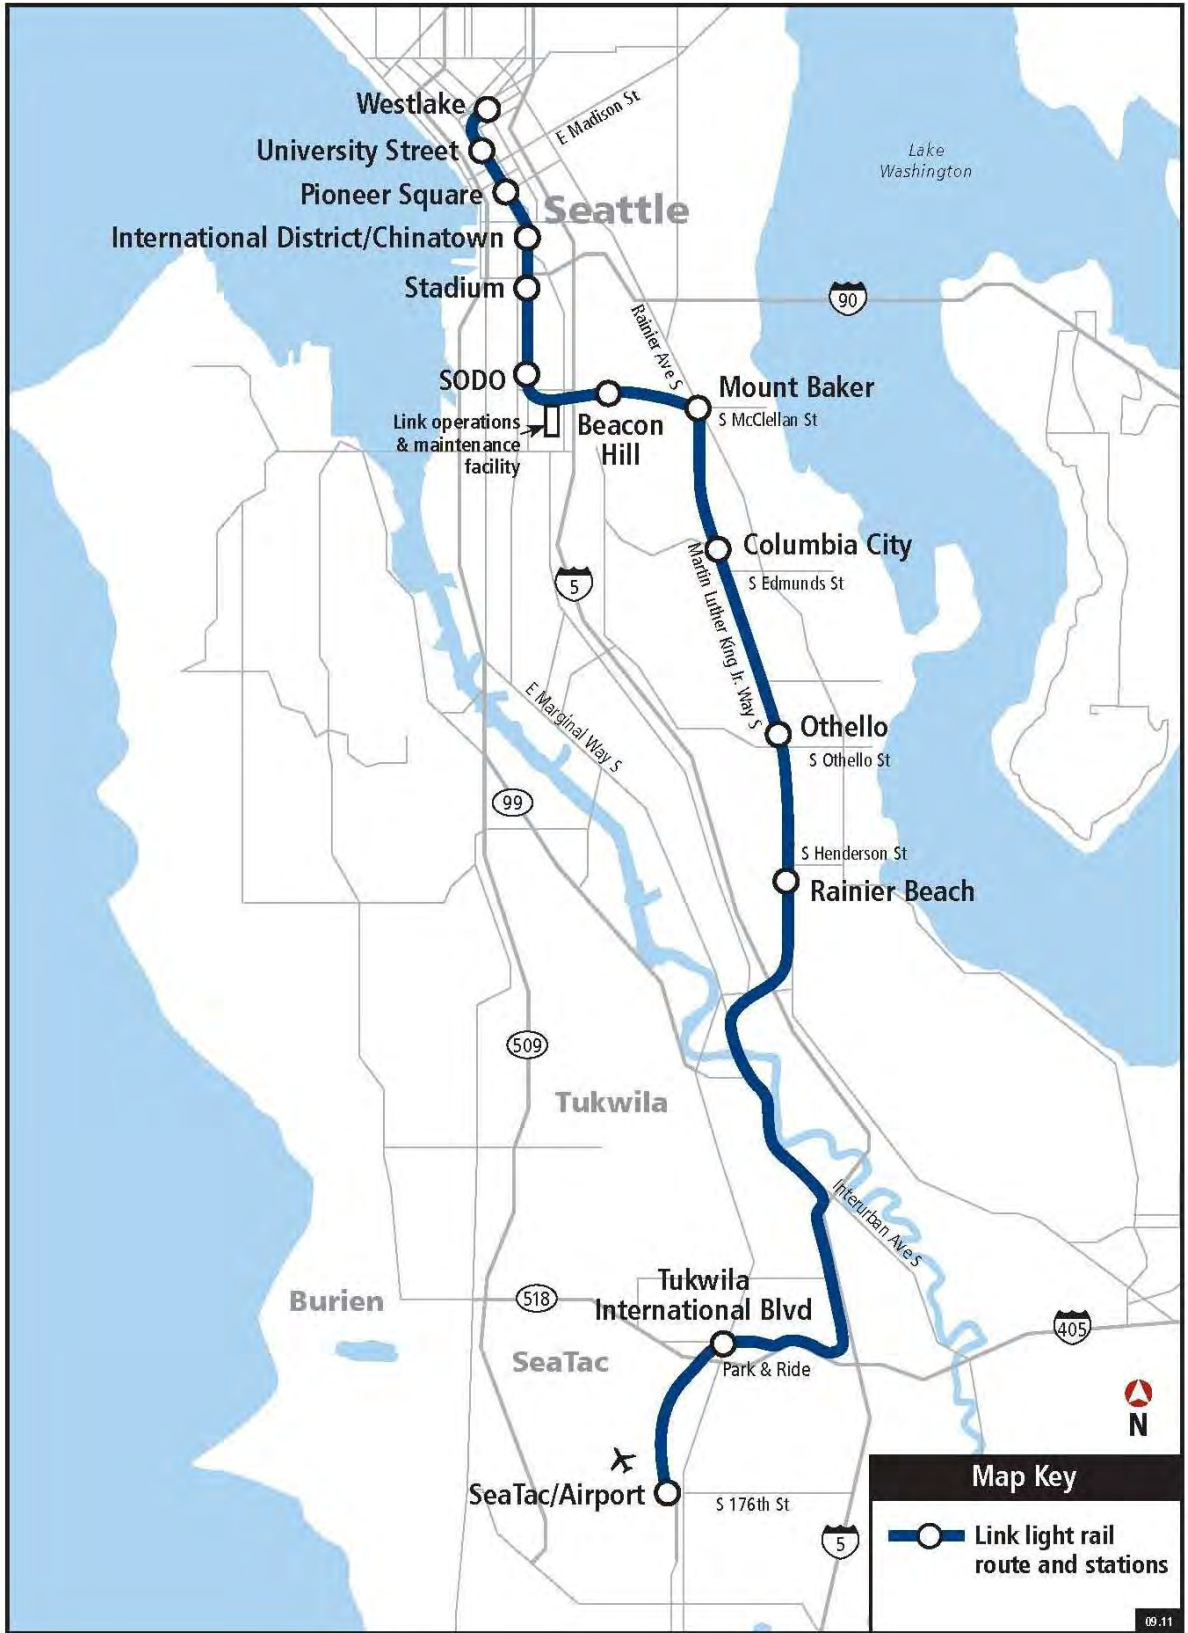 Westlake
E Madison St
University Street
Lake
Washington
Pioneer Square
Seattle
International District/Chinatown
Stadium
90
Rainier Ave S
SODO
Mount Baker
S McClellan St
Link operations
& maintenance
facility
Beacon
Hill
Columbia City
5
S Edmunds St
Martin Luther King Jr. Way S
E Marginal Way S
Othello
S Othello St
99
S Henderson St
Rainier Beach
509
Tukwila
Interurban Ave S
Tukwila
International Blvd
Burien
518
405
SeaTac
Park & Ride
N
SeaTac/Airport
S 176th St
5
Map Key
Link light rail
route and stations
09.11